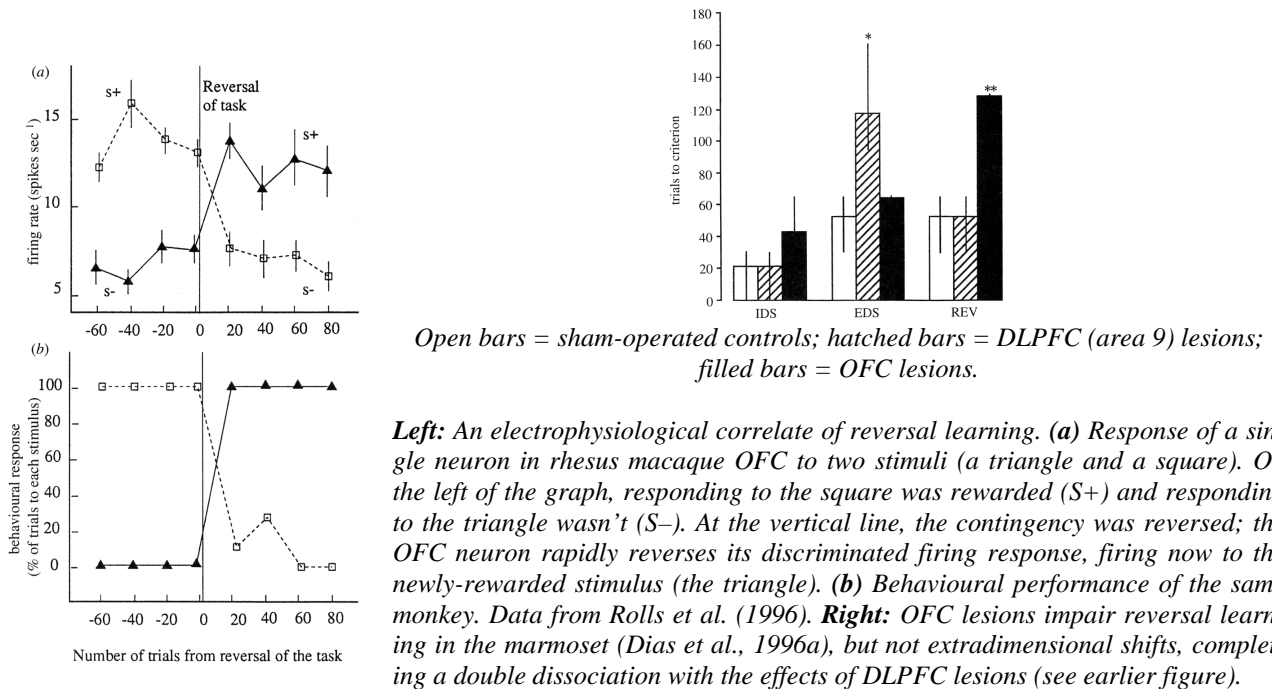 (a)
s+
Reversal
of task
15
s+
10
5
s-
s-
firing rate (spikes sec⁻¹)
-60 -40 -20 0 20 40 60 80
(b)
100
80
60
40
20
0
behavioural response
(% of trials to each stimulus)
-60 -40 -20 0 20 40 60 80
Number of trials from reversal of the task
180
160
140
120
100
80
60
40
20
0
trials to criterion
*
**
IDS EDS REV
Open bars = sham-operated controls; hatched bars = DLPFC (area 9) lesions;
filled bars = OFC lesions.
Left: An electrophysiological correlate of reversal learning. (a) Response of a sin
gle neuron in rhesus macaque OFC to two stimuli (a triangle and a square). O
the left of the graph, responding to the square was rewarded (S+) and respondin
to the triangle wasn't (S–). At the vertical line, the contingency was reversed; th
OFC neuron rapidly reverses its discriminated firing response, firing now to th
newly-rewarded stimulus (the triangle). (b) Behavioural performance of the sam
monkey. Data from Rolls et al. (1996). Right: OFC lesions impair reversal learn
ing in the marmoset (Dias et al., 1996a), but not extradimensional shifts, comple
ing a double dissociation with the effects of DLPFC lesions (see earlier figure).